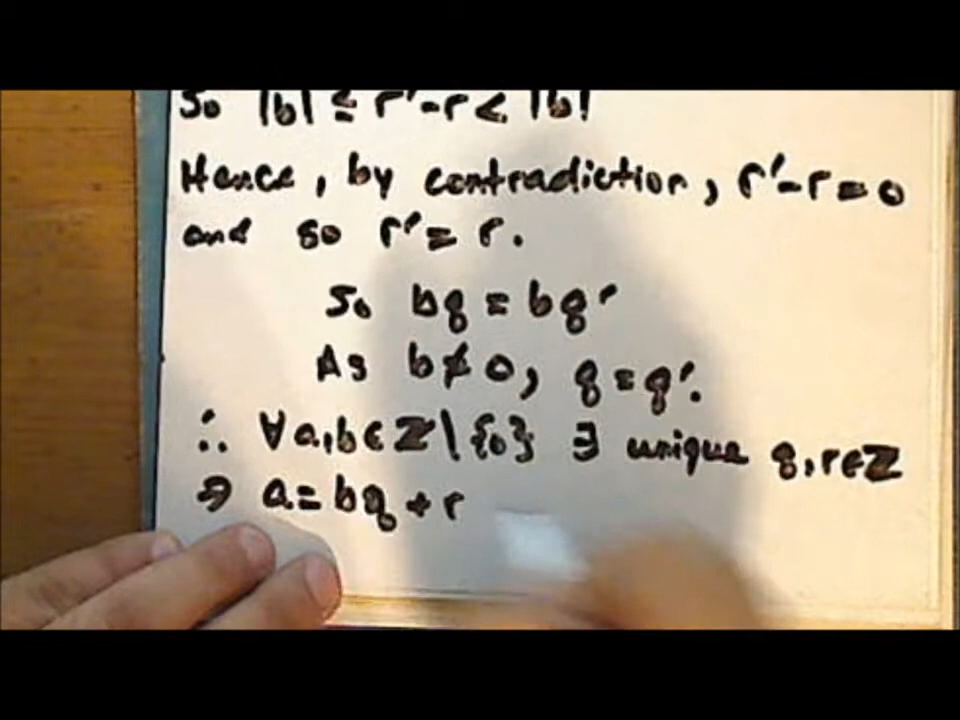 So |b| ≤ r'-r < |b|
Hence, by contradiction, r'-r=0
and so r'= r.
So bq = bq'
As b≠0, q=q'.
∴ ∀a,b∈ℤ\{0} ∃ unique q,r∈ℤ
∋ a=bq+r